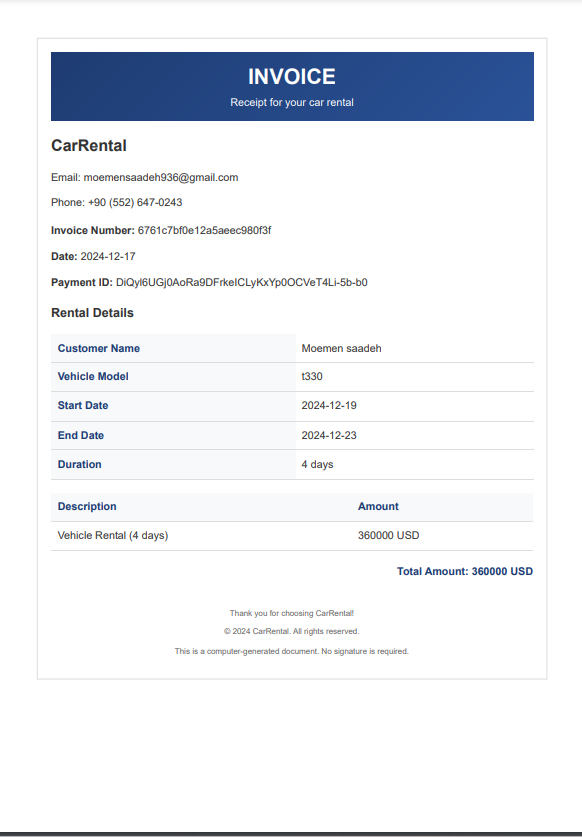 INVOICE
Receipt for your car rental
CarRental
Email: moemensaadeh936@gmail.com
Phone: +90 (552) 647-0243
Invoice Number: 6761c7bf0e12a5aeec980f3f
Date: 2024-12-17
Payment ID: DiQyl6UGj0AoRa9DFrkeICLyKxYp0OCVeT4Li-5b-b0
Rental Details
Customer Name Moemen saadeh
Vehicle Model t330
Start Date 2024-12-19
End Date 2024-12-23
Duration 4 days
Description Amount
Vehicle Rental (4 days) 360000 USD
Total Amount: 360000 USD
Thank you for choosing CarRental!
© 2024 CarRental. All rights reserved.
This is a computer-generated document. No signature is required.